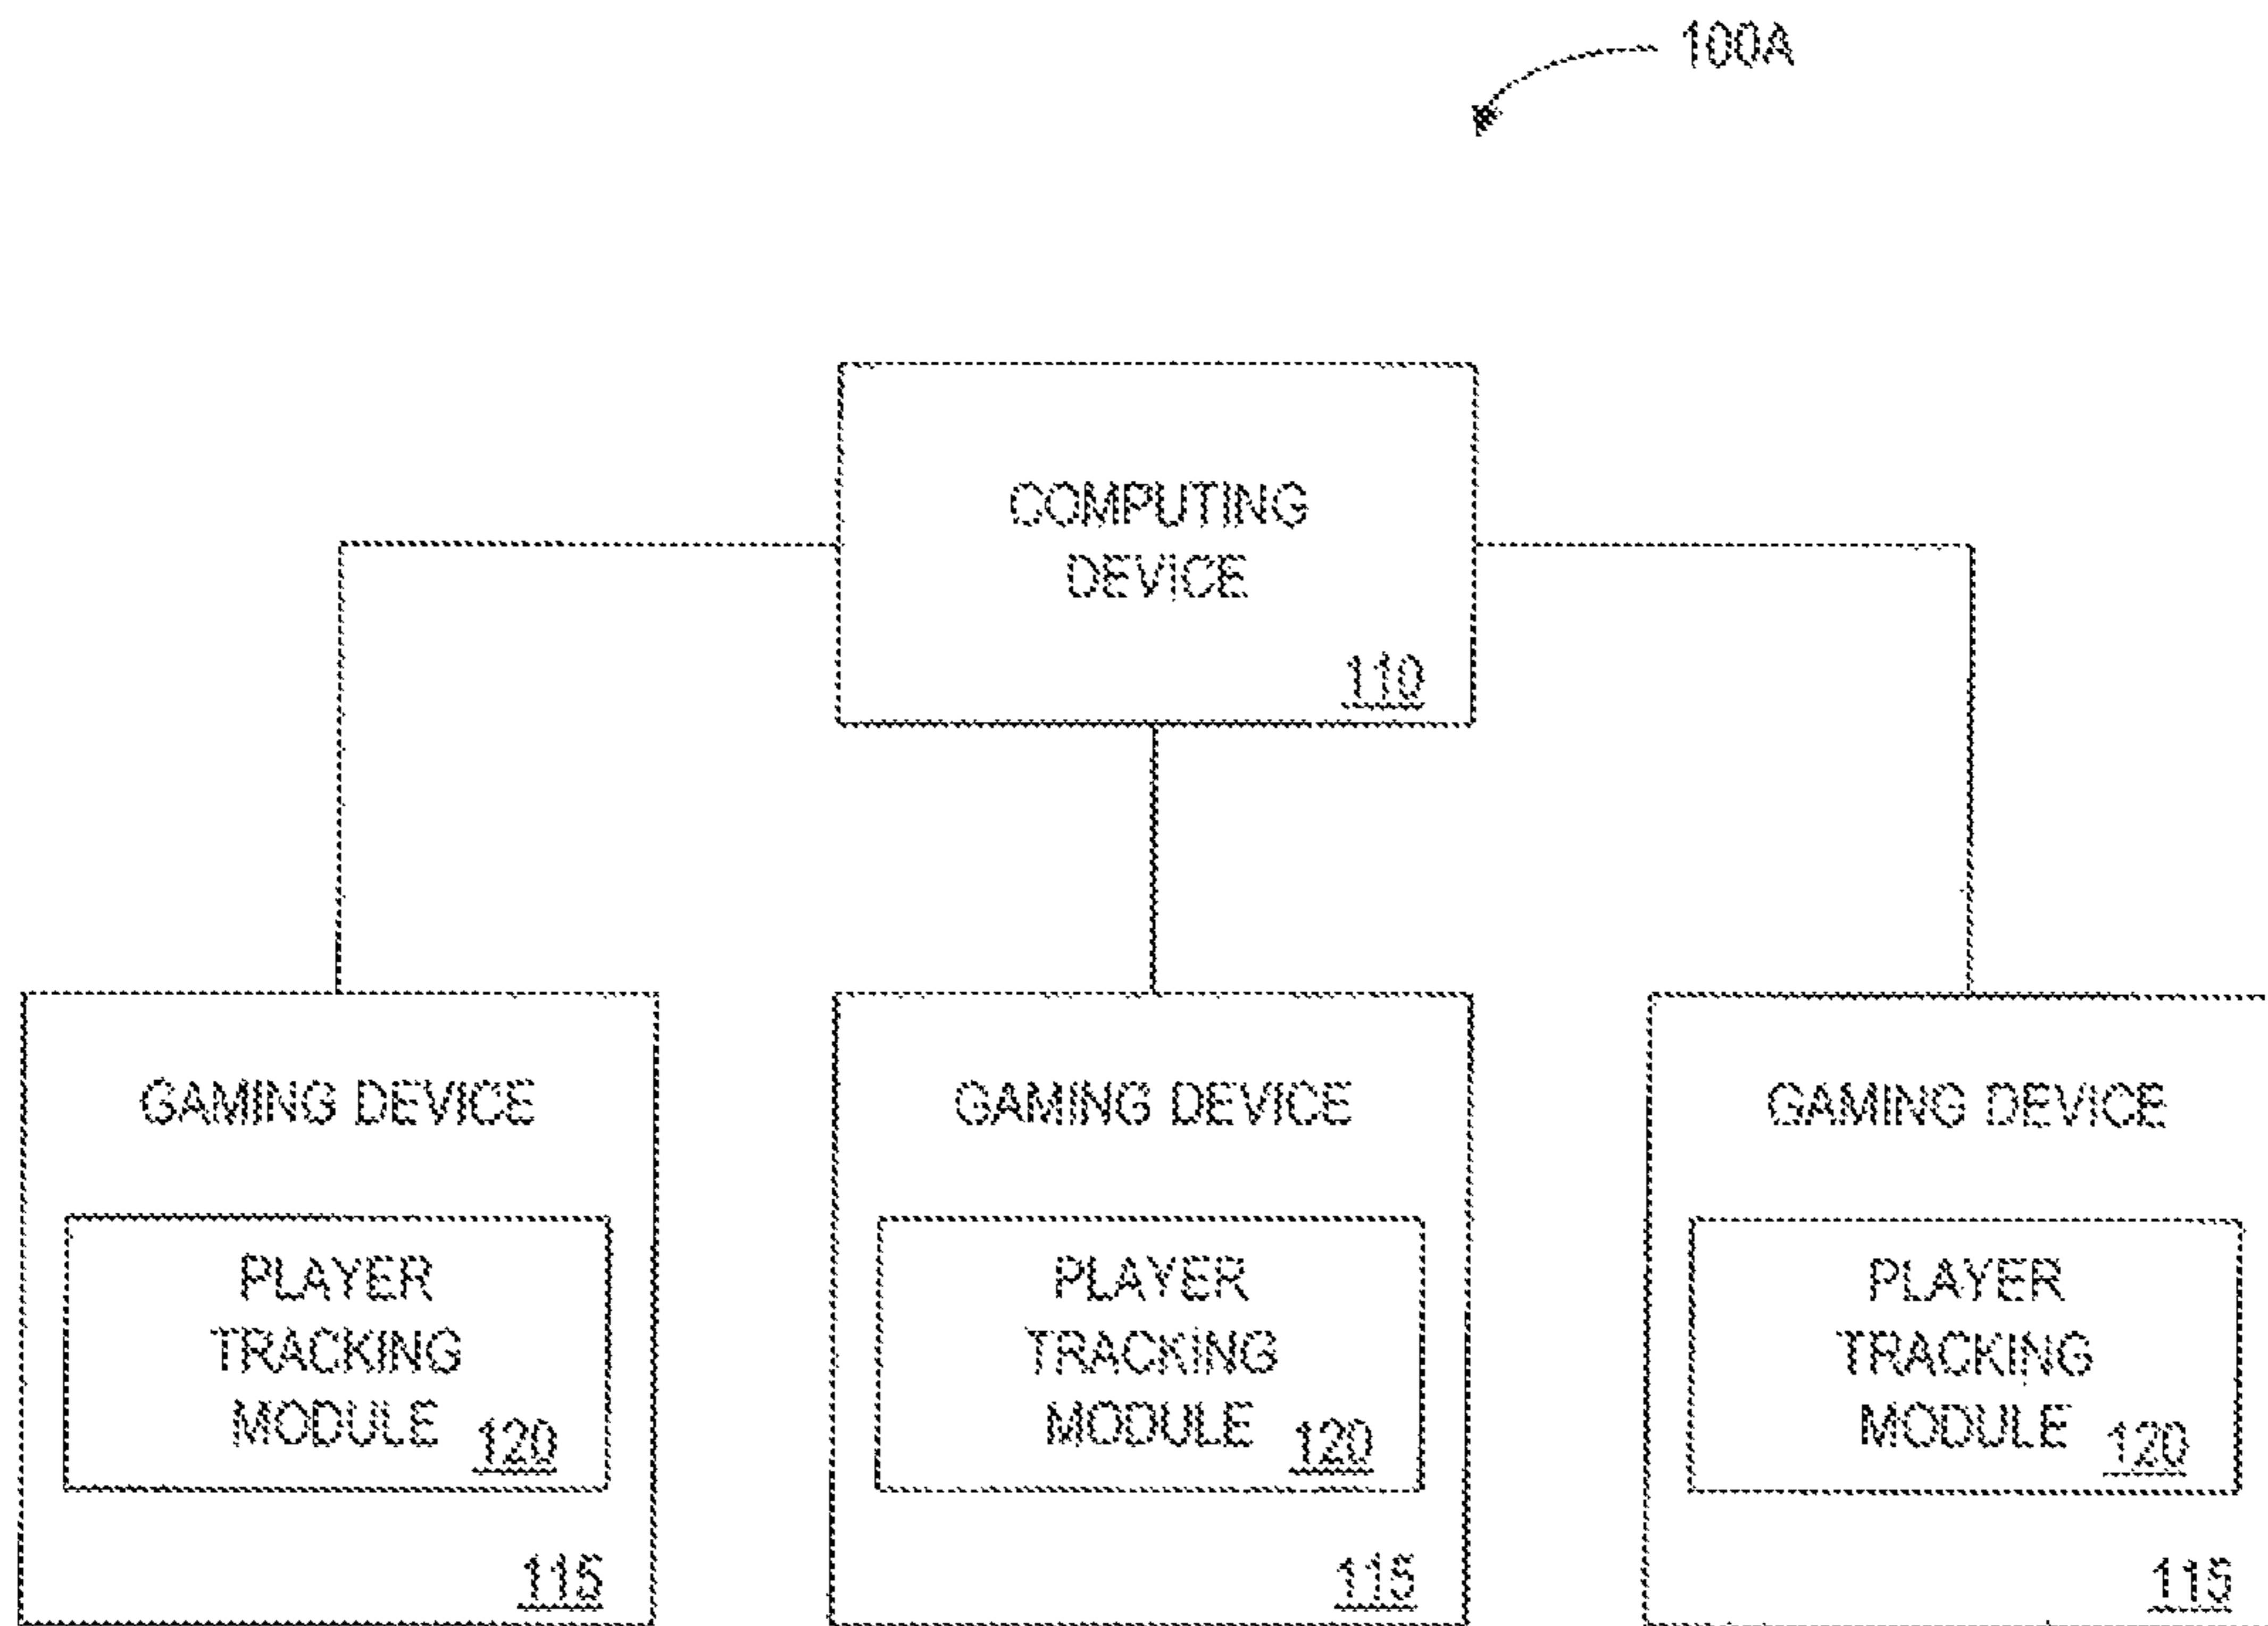 100A
COMPUTING
DEVICE
110
GAMING DEVICE
PLAYER
TRACKING
MODULE 120
115
GAMING DEVICE
PLAYER
TRACKING
MODULE 120
115
GAMING DEVICE
PLAYER
TRACKING
MODULE 120
115